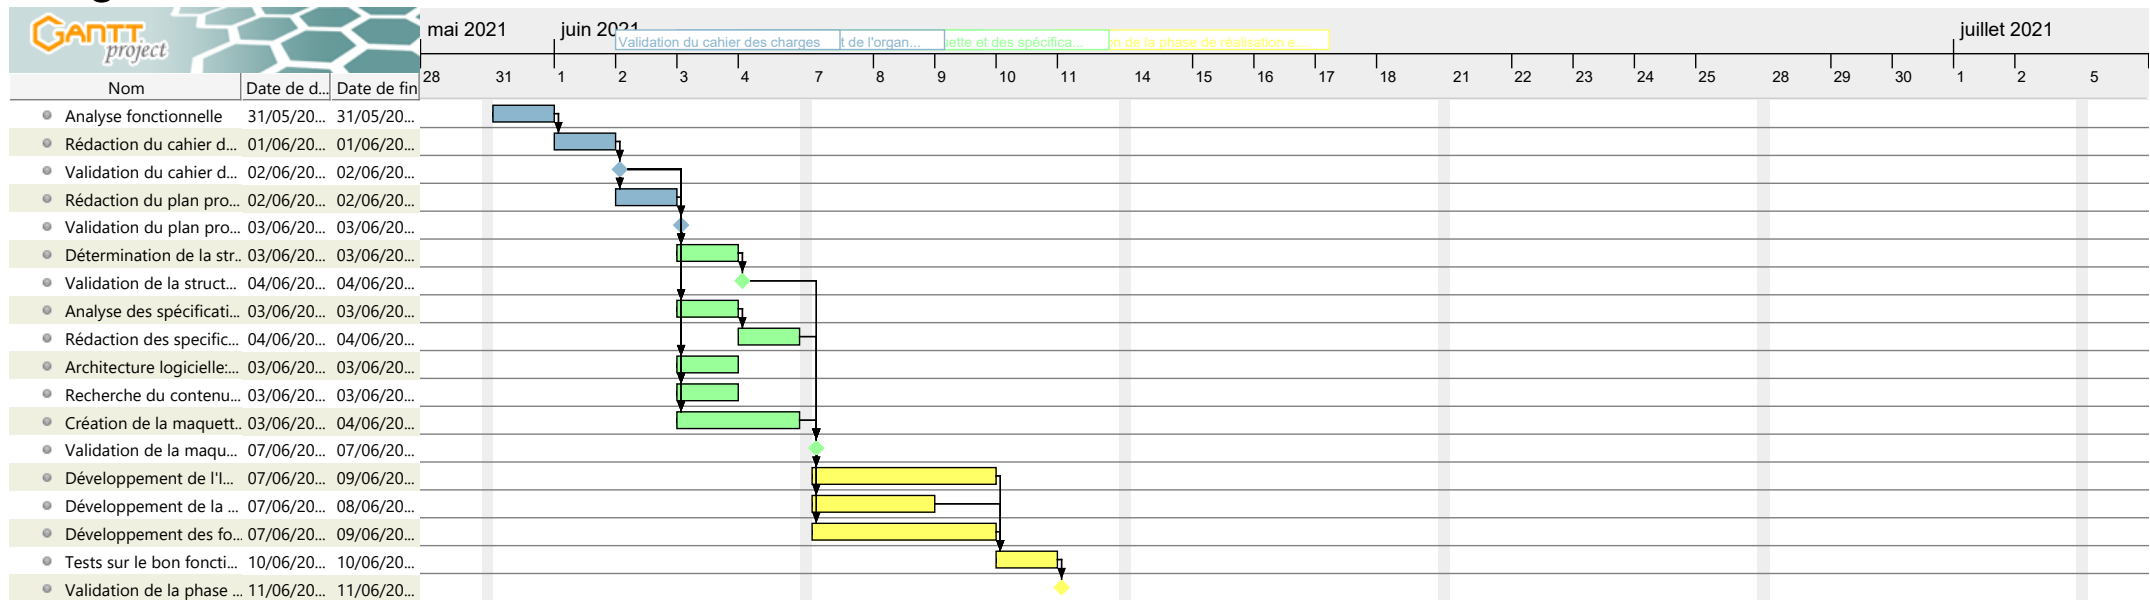 GANTT project
mai 2021
juin 2021
juillet 2021
Validation du cahier des charges
t de l'organ...
uette et des spécifica...
on de la phase de réalisation e...
28 31 1 2 3 4 7 8 9 10 11 14 15 16 17 18 21 22 23 24 25 28 29 30 1 2 5
Nom Date de d... Date de fin
Analyse fonctionnelle 31/05/20... 31/05/20...
Rédaction du cahier d... 01/06/20... 01/06/20...
Validation du cahier d... 02/06/20... 02/06/20...
Rédaction du plan pro... 02/06/20... 02/06/20...
Validation du plan pro... 03/06/20... 03/06/20...
Détermination de la str... 03/06/20... 03/06/20...
Validation de la struct... 04/06/20... 04/06/20...
Analyse des spécificati... 03/06/20... 03/06/20...
Rédaction des specific... 04/06/20... 04/06/20...
Architecture logicielle:... 03/06/20... 03/06/20...
Recherche du contenu... 03/06/20... 03/06/20...
Création de la maquett... 03/06/20... 04/06/20...
Validation de la maqu... 07/06/20... 07/06/20...
Développement de l'I... 07/06/20... 09/06/20...
Développement de la ... 07/06/20... 08/06/20...
Développement des fo... 07/06/20... 09/06/20...
Tests sur le bon foncti... 10/06/20... 10/06/20...
Validation de la phase ... 11/06/20... 11/06/20...